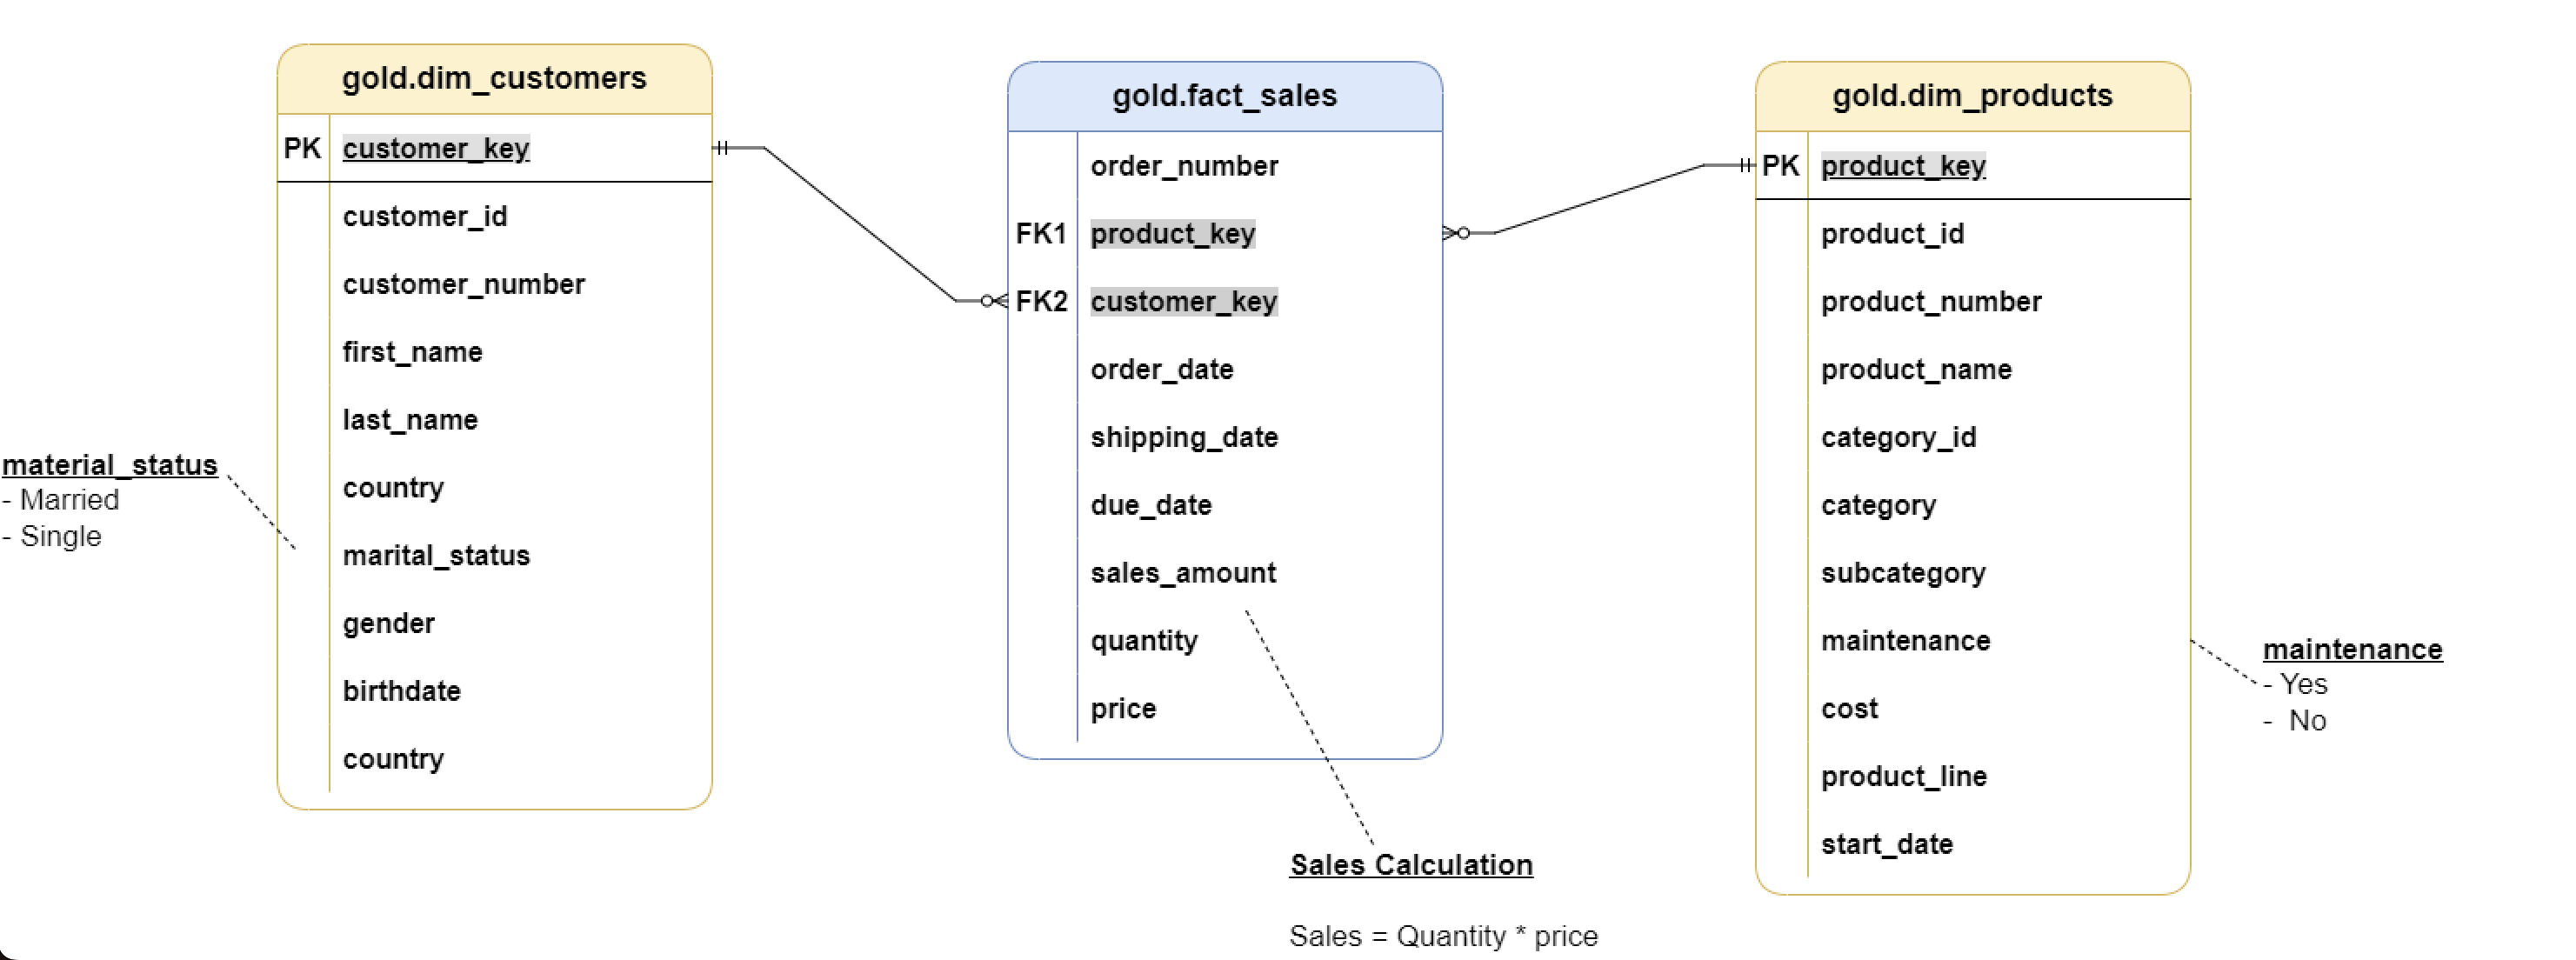 gold.dim_customers
PK customer_key
customer_id
customer_number
first_name
last_name
country
marital_status
gender
birthdate
country
material_status
- Married
- Single
gold.fact_sales
order_number
FK1 product_key
FK2 customer_key
order_date
shipping_date
due_date
sales_amount
quantity
price
Sales Calculation
Sales = Quantity * price
gold.dim_products
PK product_key
product_id
product_number
product_name
category_id
category
subcategory
maintenance
cost
product_line
start_date
maintenance
- Yes
- No